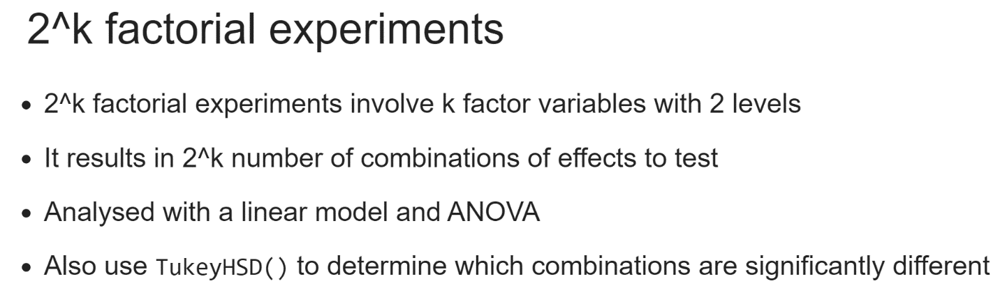 2^k factorial experiments
• 2^k factorial experiments involve k factor variables with 2 levels
• It results in 2^k number of combinations of effects to test
• Analysed with a linear model and ANOVA
• Also use TukeyHSD() to determine which combinations are significantly different